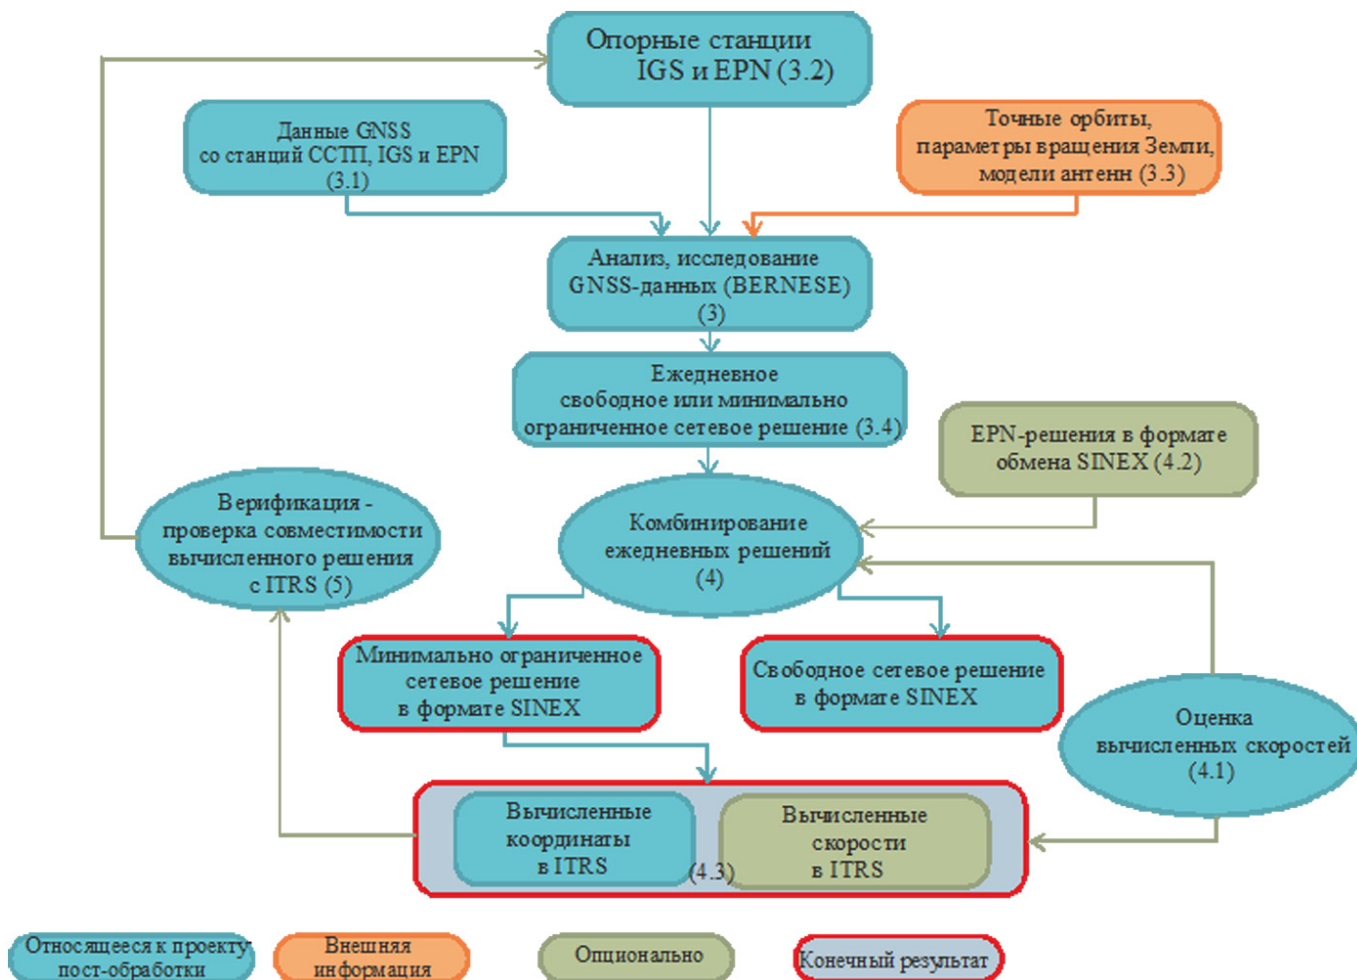 Опорные станции
IGS и EPN (3.2)
Данные GNSS
со станций ССТП, IGS и EPN
(3.1)
Точные орбиты,
параметры вращения Земли,
модели антенн (3.3)
Анализ, исследование
GNSS-данных (BERNESE)
(3)
Ежедневное
свободное или минимально
ограниченное сетевое решение (3.4)
EPN-решения в формате
обмена SINEX (4.2)
Верификация -
проверка совместимости
вычисленного решения
с ITRS (5)
Комбинирование
ежедневных решений
(4)
Минимально ограниченное
сетевое решение
в формате SINEX
Свободное сетевое решение
в формате SINEX
Оценка
вычисленных скоростей
(4.1)
Вычисленные
координаты
в ITRS
(4.3)
Вычисленные
скорости
в ITRS
Относящееся к проекту
пост-обработки
Внешняя
информация
Опционально
Конечный результат